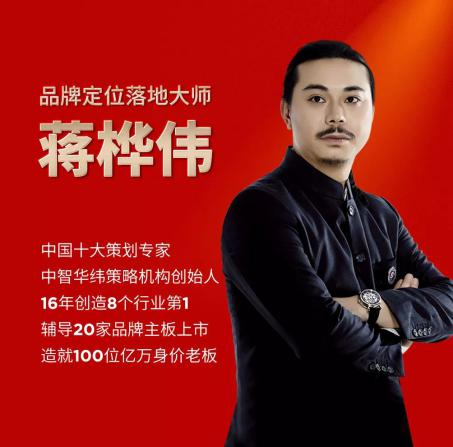 品牌定位落地大师
蒋桦伟
中国十大策划专家
中智华纬策略机构创始人
16年创造8个行业第1
辅导20家品牌主板上市
造就100位亿万身价老板